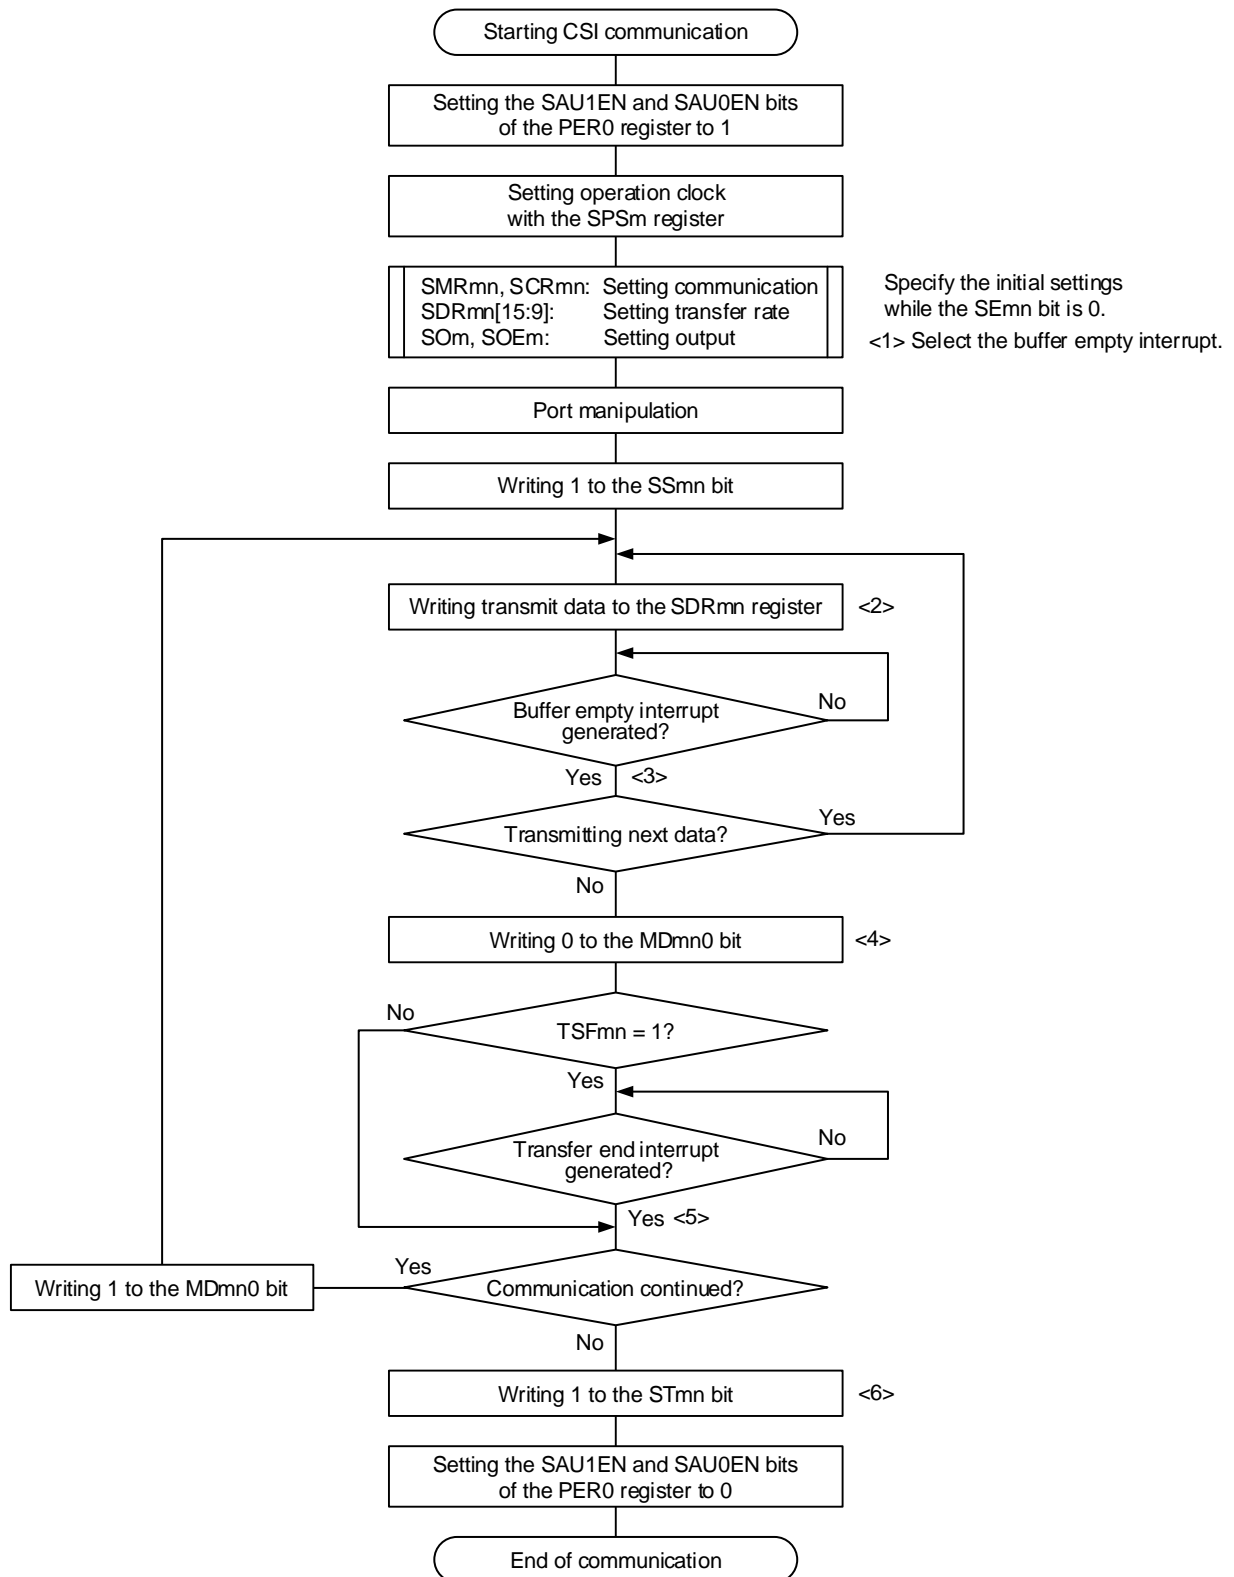 Starting CSI communication
Setting the SAU1EN and SAU0EN bits
of the PER0 register to 1
Setting operation clock
with the SPSm register
SMRmn, SCRmn: Setting communication
SDRmn[15:9]: Setting transfer rate
SOm, SOEm: Setting output
Specify the initial settings
while the SEmn bit is 0.
<1> Select the buffer empty interrupt.
Port manipulation
Writing 1 to the SSmn bit
Writing transmit data to the SDRmn register <2>
No
Buffer empty interrupt
generated?
Yes <3>
Yes
Transmitting next data?
No
Writing 0 to the MDmn0 bit <4>
No
TSFmn = 1?
Yes
No
Transfer end interrupt
generated?
Yes <5>
Yes
Writing 1 to the MDmn0 bit
Communication continued?
No
Writing 1 to the STmn bit <6>
Setting the SAU1EN and SAU0EN bits
of the PER0 register to 0
End of communication